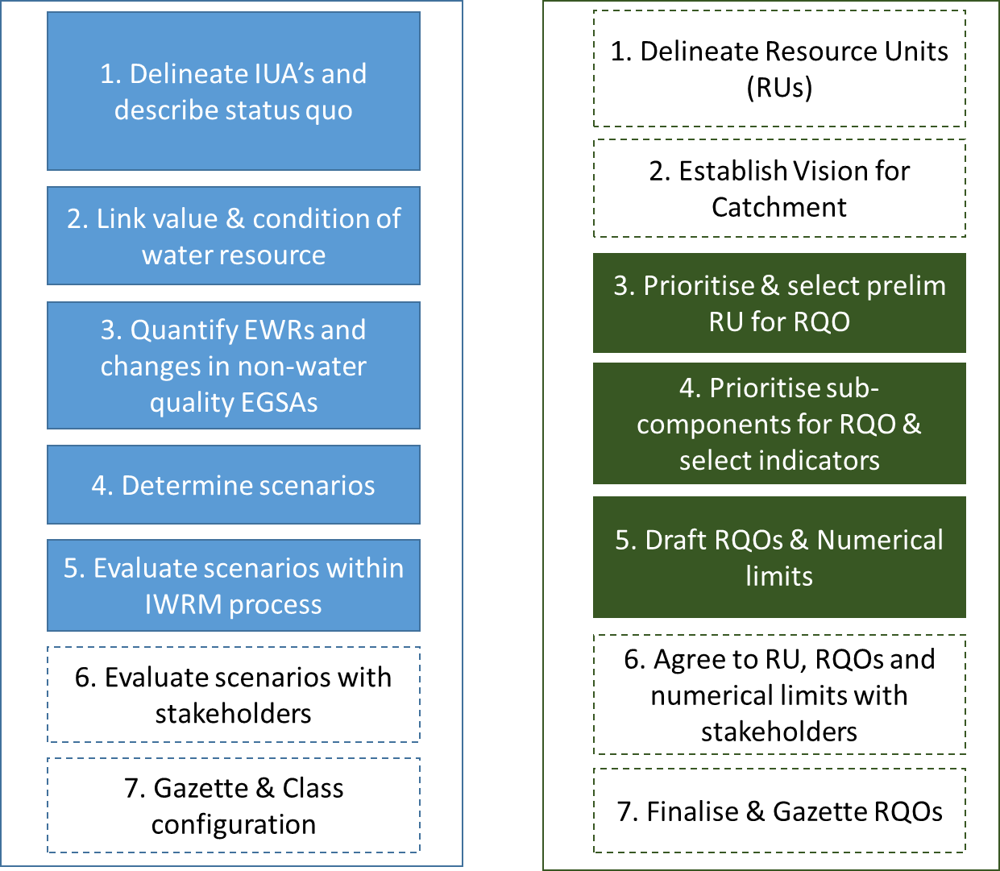 1. Delineate IUA’s and
describe status quo
2. Link value & condition of
water resource
3. Quantify EWRs and
changes in non-water
quality EGSAs
4. Determine scenarios
5. Evaluate scenarios within
IWRM process
6. Evaluate scenarios with
stakeholders
7. Gazette & Class
configuration
1. Delineate Resource Units
(RUs)
2. Establish Vision for
Catchment
3. Prioritise & select prelim
RU for RQO
4. Prioritise sub-
components for RQO &
select indicators
5. Draft RQOs & Numerical
limits
6. Agree to RU, RQOs and
numerical limits with
stakeholders
7. Finalise & Gazette RQOs